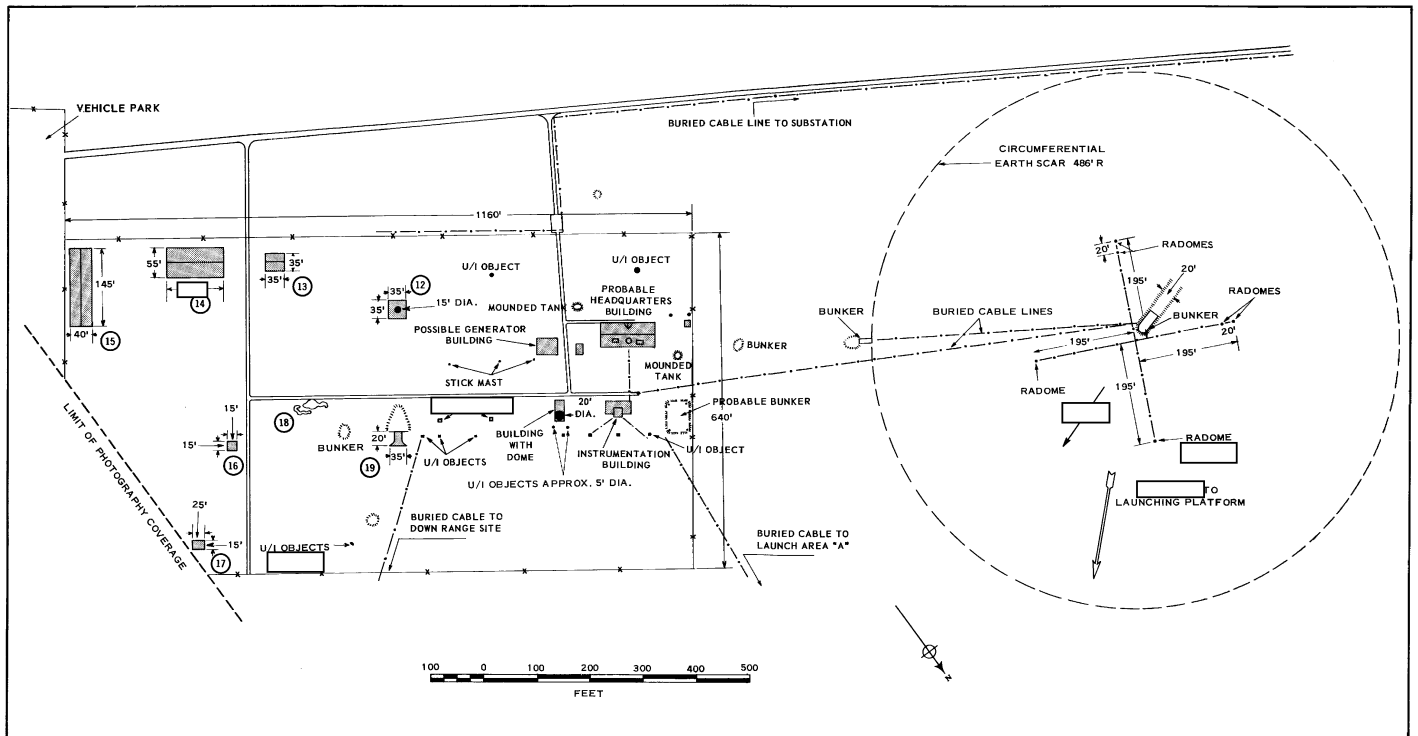 VEHICLE PARK
BURIED CABLE LINE TO SUBSTATION
CIRCUMFERENTIAL
EARTH SCAR 486' R
1160'
20'
195'
RADOMES
20'
RADOMES
BUNKER
20'
195'
195'
195'
RADOME
RADOME
TO
LAUNCHING PLATFORM
BUNKER
BURIED CABLE LINES
145'
40'
15
55'
14
35'
35'
13
U/I OBJECT
U/I OBJECT
35'
12
35'
15' DIA.
MOUNDED TANK
PROBABLE
HEADQUARTERS
BUILDING
POSSIBLE GENERATOR
BUILDING
BUNKER
MOUNDED
TANK
STICK MAST
18
15'
15'
16
BUNKER
20'
35'
19
U/I OBJECTS
20'
DIA.
BUILDING
WITH
DOME
INSTRUMENTATION
BUILDING
PROBABLE BUNKER
640'
U/I OBJECT
U/I OBJECTS APPROX. 5' DIA.
25'
15'
17
U/I OBJECTS
BURIED CABLE TO
DOWN RANGE SITE
BURIED CABLE TO
LAUNCH AREA "A"
LIMIT OF PHOTOGRAPHY COVERAGE
N
100 0 100 200 300 400 500
FEET